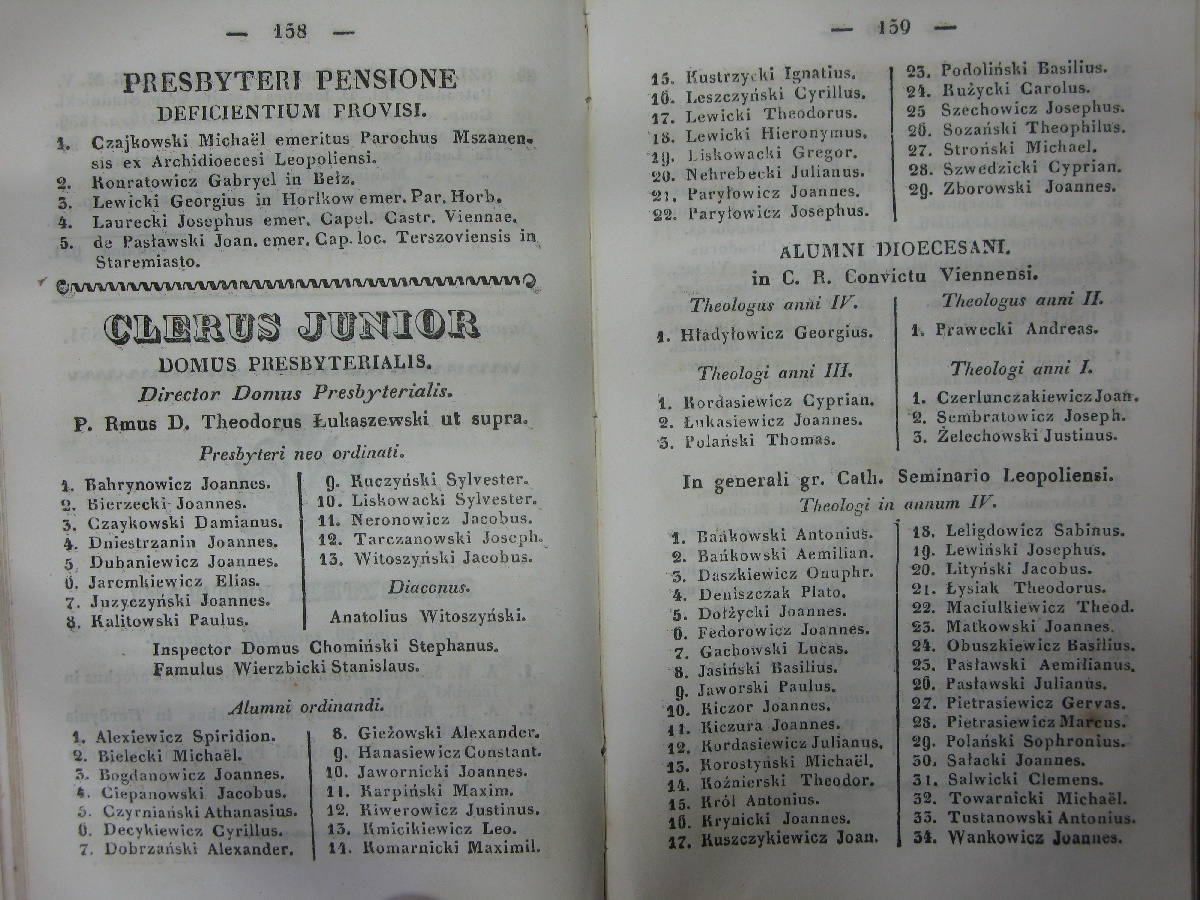 — 158 —
PRESBYTERI PENSIONE
DEFICIENTIUM PROVISI.
1. Czajkowski Michaël emeritus Parochus Mszanen-
sis ex Archidioecesi Leopoliensi.
2. Konratowicz Gabryel in Bełz.
3. Lewicki Georgius in Horlkow emer. Par. Horb.
4. Laurecki Josephus emer. Capel. Castr. Viennae.
5. de Pasławski Joan. emer. Cap. loc. Terszoviensis in
Staremiasto.
CLERUS JUNIOR
DOMUS PRESBYTERIALIS.
Director Domus Presbyterialis.
P. Rmus D. Theodorus Łukaszewski ut supra.
Presbyteri neo ordinati.
1. Bahrynowicz Joannes.
2. Bierzecki Joannes.
3. Czaykowski Damianus.
4. Dniestrzanin Joannes.
5. Dubaniewicz Joannes.
6. Jaremkiewicz Elias.
7. Juzyczyński Joannes.
8. Kalitowski Paulus.
9. Kuczyński Sylvester.
10. Liskowacki Sylvester.
11. Neronowicz Jacobus.
12. Tarczanowski Joseph.
13. Witoszyński Jacobus.
Diaconus.
Anatolius Witoszyński.
Inspector Domus Chomiński Stephanus.
Famulus Wierzbicki Stanislaus.
Alumni ordinandi.
1. Alexiewicz Spiridion.
2. Bielecki Michaël.
3. Bogdanowicz Joannes.
4. Ciepanowski Jacobus.
5. Czyrniański Athanasius.
6. Decykiewicz Cyrillus.
7. Dobrzański Alexander.
8. Gieżowski Alexander.
9. Hanasiewicz Constant.
10. Jawornicki Joannes.
11. Karpiński Maxim.
12. Kiwerowicz Justinus.
13. Kmicikiewicz Leo.
14. Komarnicki Maximil.
— 159 —
15. Kustrzycki Ignatius.
16. Leszczyński Cyrillus.
17. Lewicki Theodorus.
18. Lewicki Hieronymus.
19. Liskowacki Gregor.
20. Nehrebecki Julianus.
21. Paryłowicz Joannes.
22. Paryłowicz Josephus.
23. Podoliński Basilius.
24. Rużycki Carolus.
25 Szechowicz Josephus.
26. Sozański Theophilus.
27. Stroński Michael.
28. Szwedzicki Cyprian.
29. Zborowski Joannes.
ALUMNI DIOECESANI.
in C. R. Convictu Viennensi.
Theologus anni IV.
1. Hładyłowicz Georgius.
Theologi anni III.
1. Kordasiewicz Cyprian.
2. Łukasiewicz Joannes.
3. Polański Thomas.
Theologus anni II.
1. Prawecki Andreas.
Theologi anni I.
1. Czerlunczakiewicz Joan.
2. Sembratowicz Joseph.
3. Żelechowski Justinus.
In generali gr. Cath. Seminario Leopoliensi.
Theologi in annum IV.
1. Bańkowski Antonius.
2. Bańkowski Aemilian.
3. Daszkiewicz Onuphr.
4. Deniszczak Plato.
5. Dołżycki Joannes.
6. Fedorowicz Joannes.
7. Gachowski Lucas.
8. Jasiński Basilius.
9. Jaworski Paulus.
10. Kiczor Joannes.
11. Kiczura Joannes.
12. Kordasiewicz Julianus.
13. Korostyński Michaël.
14. Koźnierski Theodor.
15. Król Antonius.
16. Krynicki Joannes.
17. Kuszczykiewicz Joan.
18. Leligdowicz Sabinus.
19. Lewiński Josephus.
20. Lityński Jacobus.
21. Łysiak Theodorus.
22. Maciulkiewicz Theod.
23. Matkowski Joannes.
24. Obuszkiewicz Basilius.
25. Pasławski Aemilianus.
26. Pasławski Julianus.
27. Pietrasiewicz Gervas.
28. Pietrasiewicz Marcus.
29. Polański Sophronius.
30. Sałacki Joannes.
31. Salwicki Clemens.
32. Towarnicki Michaël.
33. Tustanowski Antonius.
34. Wankowicz Joannes.